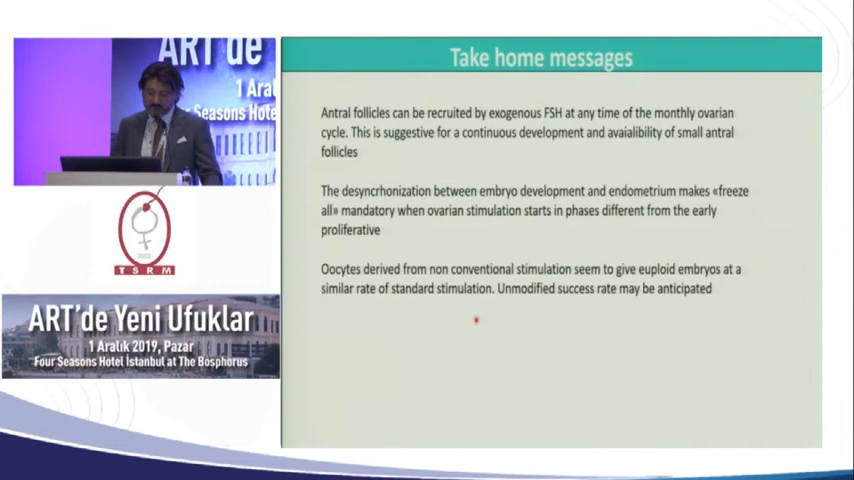 ART'de
1 Aral
Seasons Hote
Take home messages
Antral follicles can be recruited by exogenous FSH at any time of the monthly ovarian
cycle. This is suggestive for a continuous development and avaialibility of small antral
follicles
The desyncrhonization between embryo development and endometrium makes «freeze
all» mandatory when ovarian stimulation starts in phases different from the early
proliferative
Oocytes derived from non conventional stimulation seem to give euploid embryos at a
similar rate of standard stimulation. Unmodified success rate may be anticipated
TSRM
ART'de Yeni Ufuklar
1 Aralık 2019, Pazar
Four Seasons Hotel İstanbul at The Bosphorus